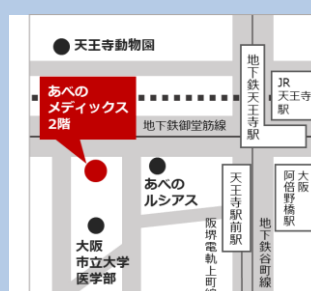 天王寺動物園
あべの
メディックス
2階
地下鉄御堂筋線
地下鉄天王寺駅
JR
天王寺
駅
あべの
ルシアス
天王寺駅前駅
大阪
阿倍野橋駅
大阪
市立大学
医学部
阪堺電軌上町線
地下鉄谷町線